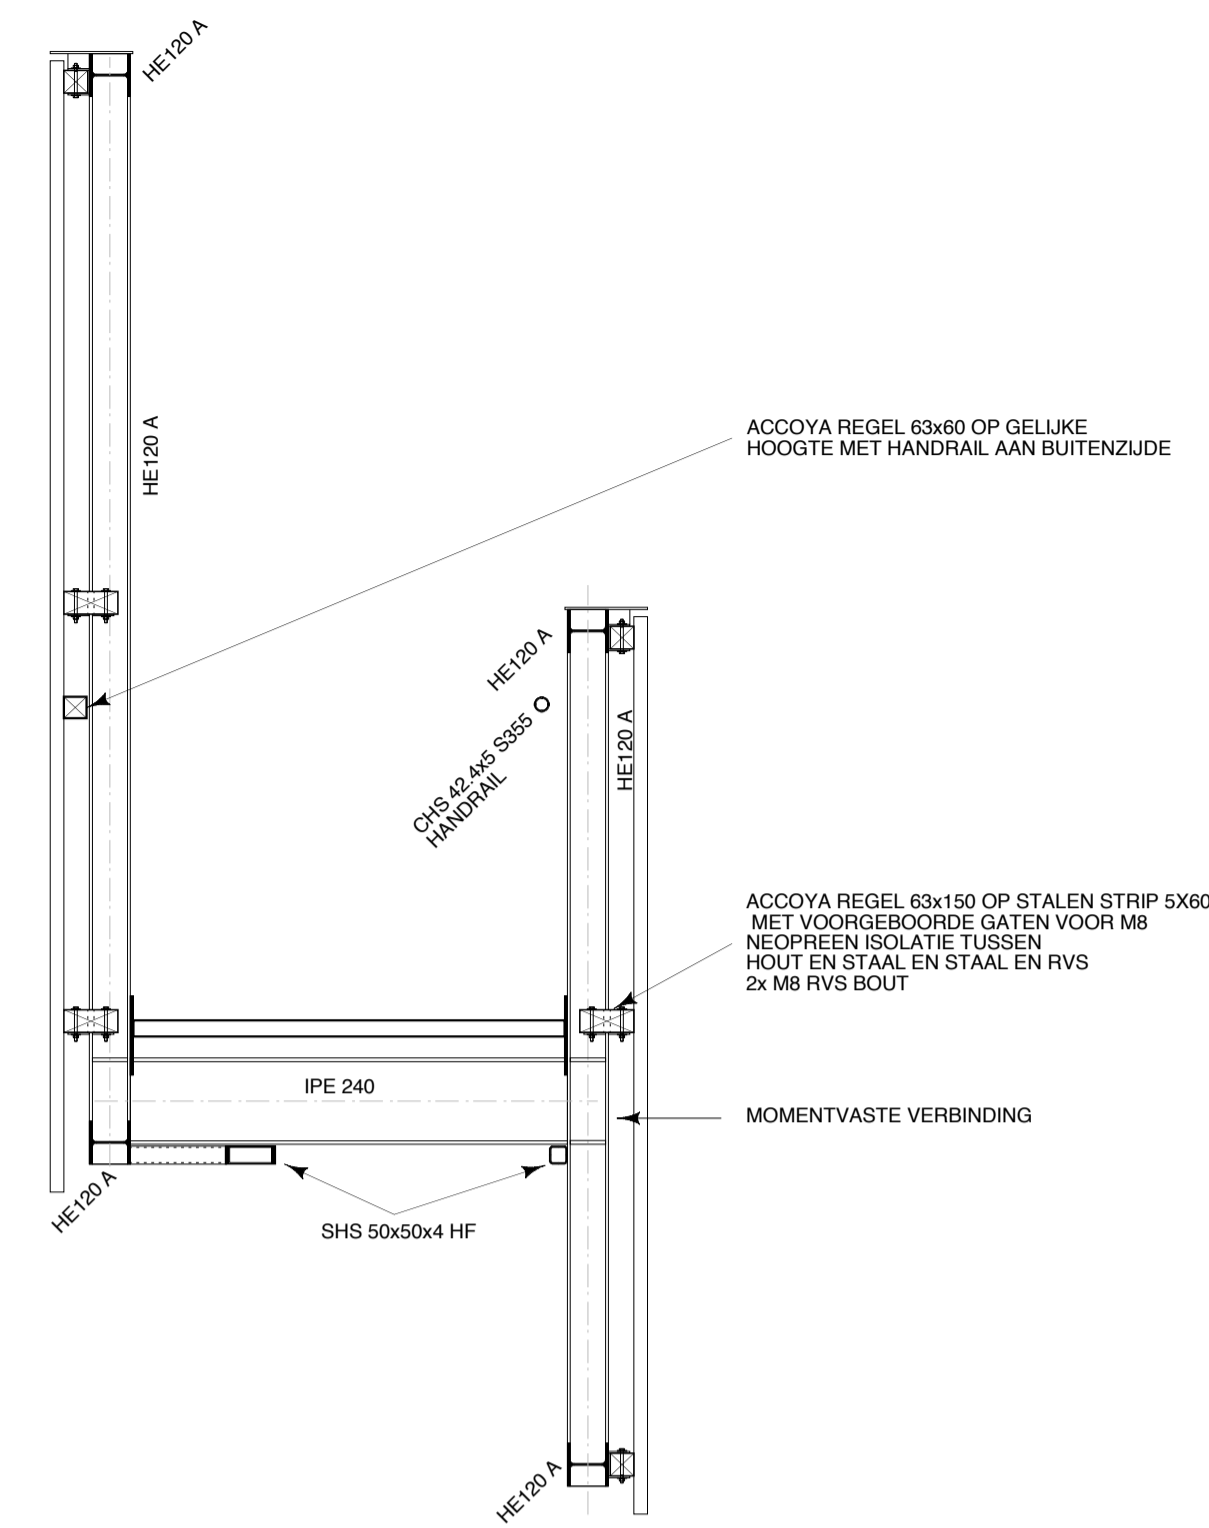 HE120 A
HE120 A
ACCOYA REGEL 63x60 OP GELIJKE
HOOGTE MET HANDRAIL AAN BUITENZIJDE
HE120 A
CHS 42.4x5 S355
HANDRAIL
HE120 A
ACCOYA REGEL 63x150 OP STALEN STRIP 5X60
MET VOORGEBOORDE GATEN VOOR M8
NEOPREEN ISOLATIE TUSSEN
HOUT EN STAAL EN STAAL EN RVS
2x M8 RVS BOUT
IPE 240
MOMENTVASTE VERBINDING
HE120 A
SHS 50x50x4 HF
HE120 A